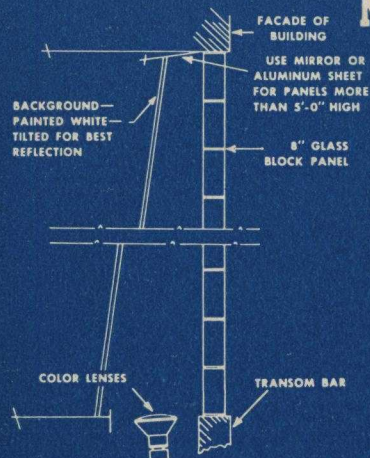 FACADE OF
BUILDING
USE MIRROR OR
ALUMINUM SHEET
FOR PANELS MORE
THAN 5'-0" HIGH
BACKGROUND—
PAINTED WHITE—
TILTED FOR BEST
REFLECTION
8" GLASS
BLOCK PANEL
COLOR LENSES
TRANSOM BAR